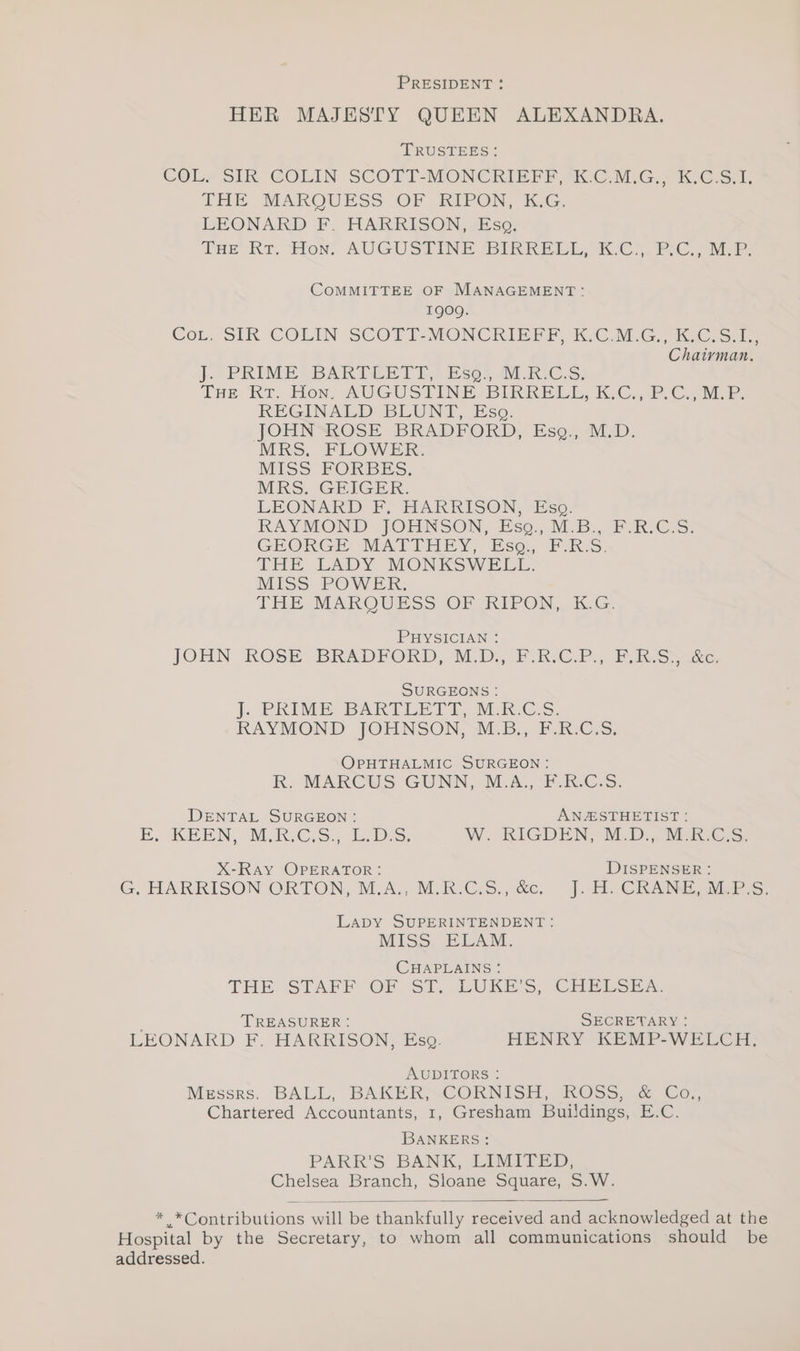 PRESIDENT :
HER MAJESTY QUEEN ALEXANDRA.
TRUSTEES :
COL. SIR COLIN SCOTT-MONCRIEFF, K.C.M.G., K.C.S.I,
THE MARQUESS OF RIPON, K.G.
LEONARD F. HARRISON, ESQ.
THE RT. HON. AUGUSTINE BIRRELL, K.C., P.C., M.P.
COMMITTEE OF MANAGEMENT :
1909.
COL. SIR COLIN SCOTT-MONCRIEFF, K.C.M.G., K.C.S.I.,
Chairman.
J. PRIME BARTLETT, ESQ., M.R.C.S.
THE RT. HON. AUGUSTINE BIRRELL, K.C., P.C., M.P.
REGINALD BLUNT, ESQ.
JOHN ROSE BRADFORD, ESQ., M.D.
MRS. FLOWER.
MISS FORBES.
MRS. GEIGER.
LEONARD F. HARRISON, ESQ.
RAYMOND JOHNSON, ESQ., M.B., F.R.C.S.
GEORGE MATTHEY, ESQ., F.R.S.
THE LADY MONKSWELL.
MISS POWER.
THE MARQUESS OF RIPON, K.G.
PHYSICIAN :
JOHN ROSE BRADFORD, M.D., F.R.C.P., F.R.S., &c.
SURGEONS :
J. PRIME BARTLETT, M.R.C.S.
RAYMOND JOHNSON, M.B., F.R.C.S.
OPHTHALMIC SURGEON :
R. MARCUS GUNN, M.A., F.R.C.S.
DENTAL SURGEON : ANÆSTHETIST :
E. KEEN, M.R.C.S., L.D.S. W. RIGDEN, M.D., M.R.C.S.
X-RAY OPERATOR : DISPENSER :
G. HARRISON ORTON, M.A., M.R.C.S., &c. J. H. CRANE, M.P.S.
LADY SUPERINTENDENT :
MISS ELAM.
CHAPLAINS :
THE STAFF OF ST. LUKE'S, CHELSEA.
TREASURER : SECRETARY :
LEONARD F. HARRISON, ESQ. HENRY KEMP-WELCH.
AUDITORS :
MESSRS. BALL, BAKER, CORNISH, ROSS, & Co.,
Chartered Accountants, 1, Gresham Buildings, E.C.
BANKERS :
PARR'S BANK, LIMITED,
Chelsea Branch, Sloane Square, S.W.
*⁎*Contributions will be thankfully received and acknowledged at the
Hospital by the Secretary, to whom all communications should be
addressed.